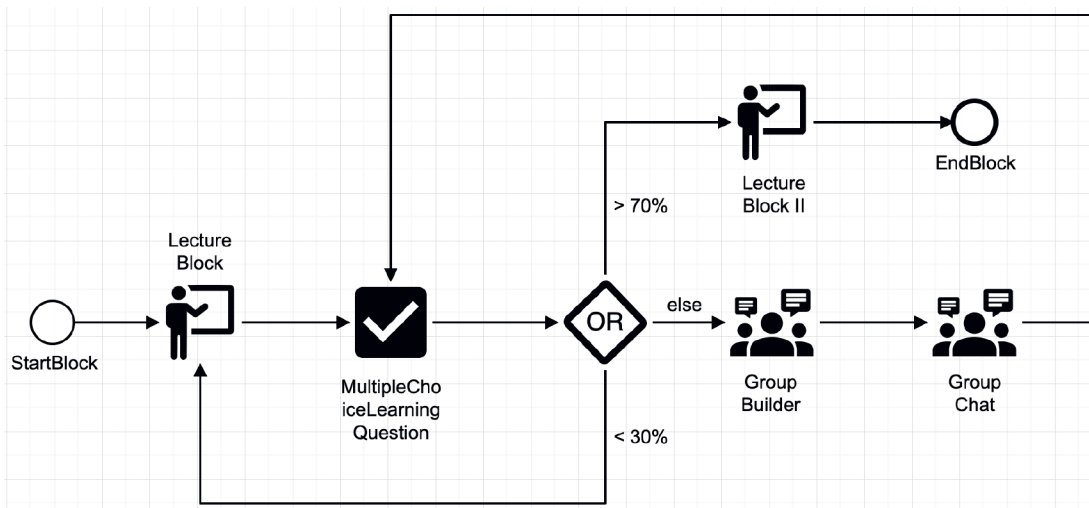 StartBlock
Lecture
Block
MultipleCho
iceLearning
Question
OR
> 70%
Lecture
Block II
EndBlock
else
Group
Builder
Group
Chat
< 30%